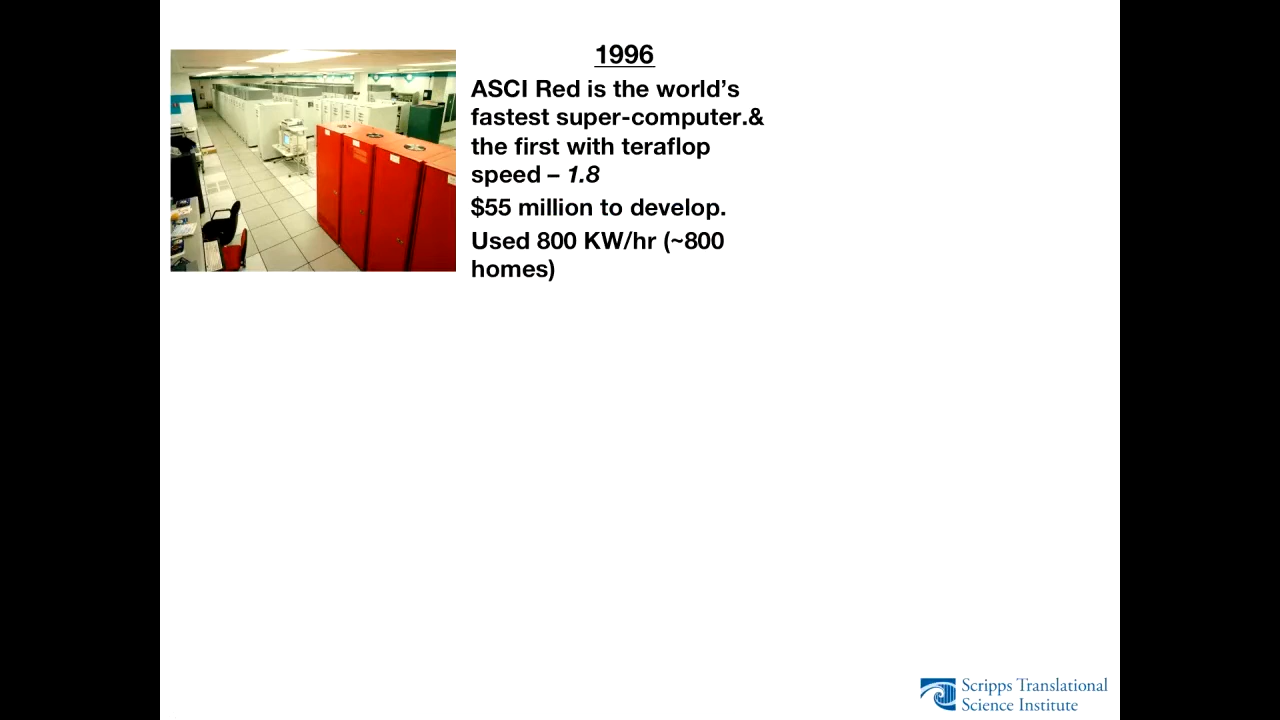 1996
ASCI Red is the world’s
fastest super-computer.&
the first with teraflop
speed – 1.8
$55 million to develop.
Used 800 KW/hr (~800
homes)
Scripps Translational
Science Institute